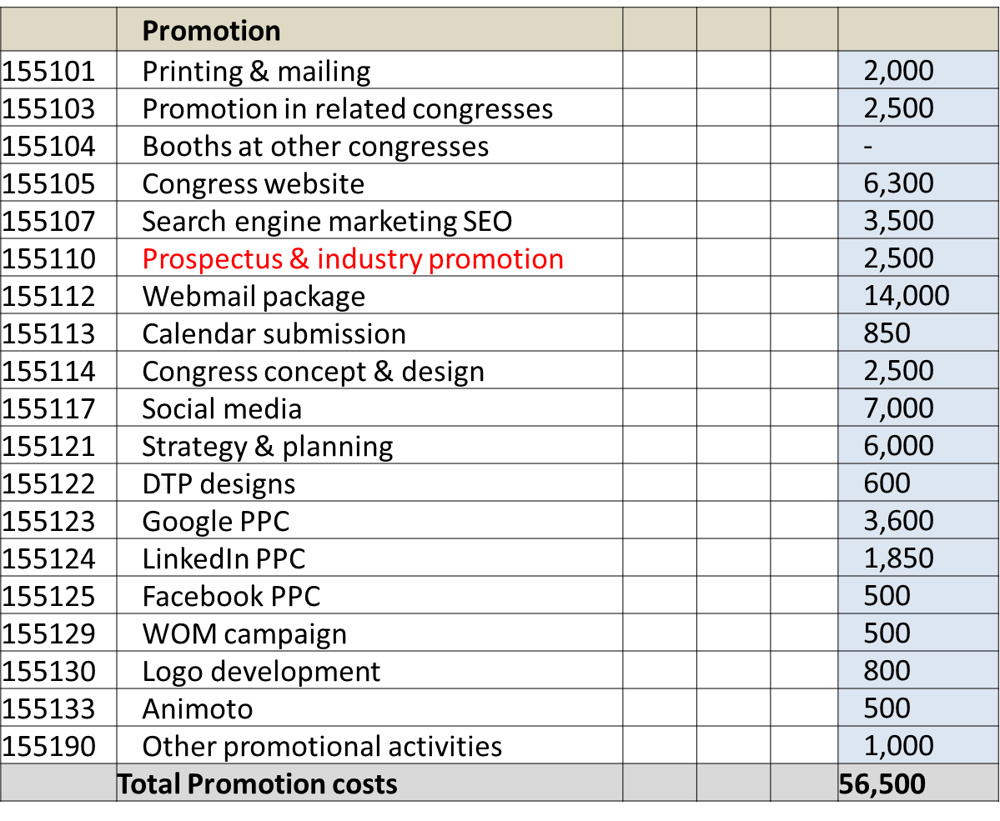 Promotion
155101 Printing & mailing 2,000
155103 Promotion in related congresses 2,500
155104 Booths at other congresses -
155105 Congress website 6,300
155107 Search engine marketing SEO 3,500
155110 Prospectus & industry promotion 2,500
155112 Webmail package 14,000
155113 Calendar submission 850
155114 Congress concept & design 2,500
155117 Social media 7,000
155121 Strategy & planning 6,000
155122 DTP designs 600
155123 Google PPC 3,600
155124 LinkedIn PPC 1,850
155125 Facebook PPC 500
155129 WOM campaign 500
155130 Logo development 800
155133 Animoto 500
155190 Other promotional activities 1,000
Total Promotion costs 56,500